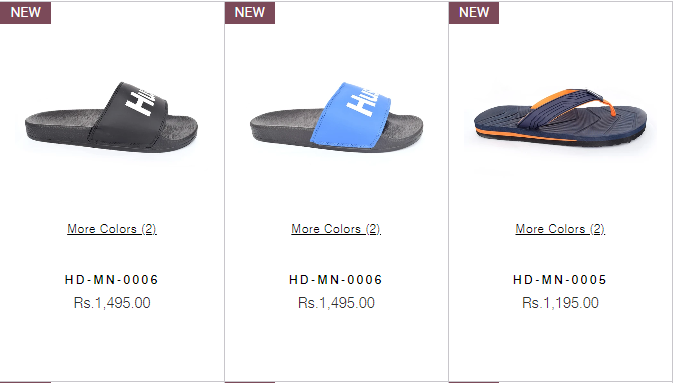 NEW
NEW
NEW
Hu
Hus
More Colors (2)
More Colors (2)
More Colors (2)
HD-MN-0006
HD-MN-0006
HD-MN-0005
Rs.1,495.00
Rs.1,495.00
Rs.1,195.00